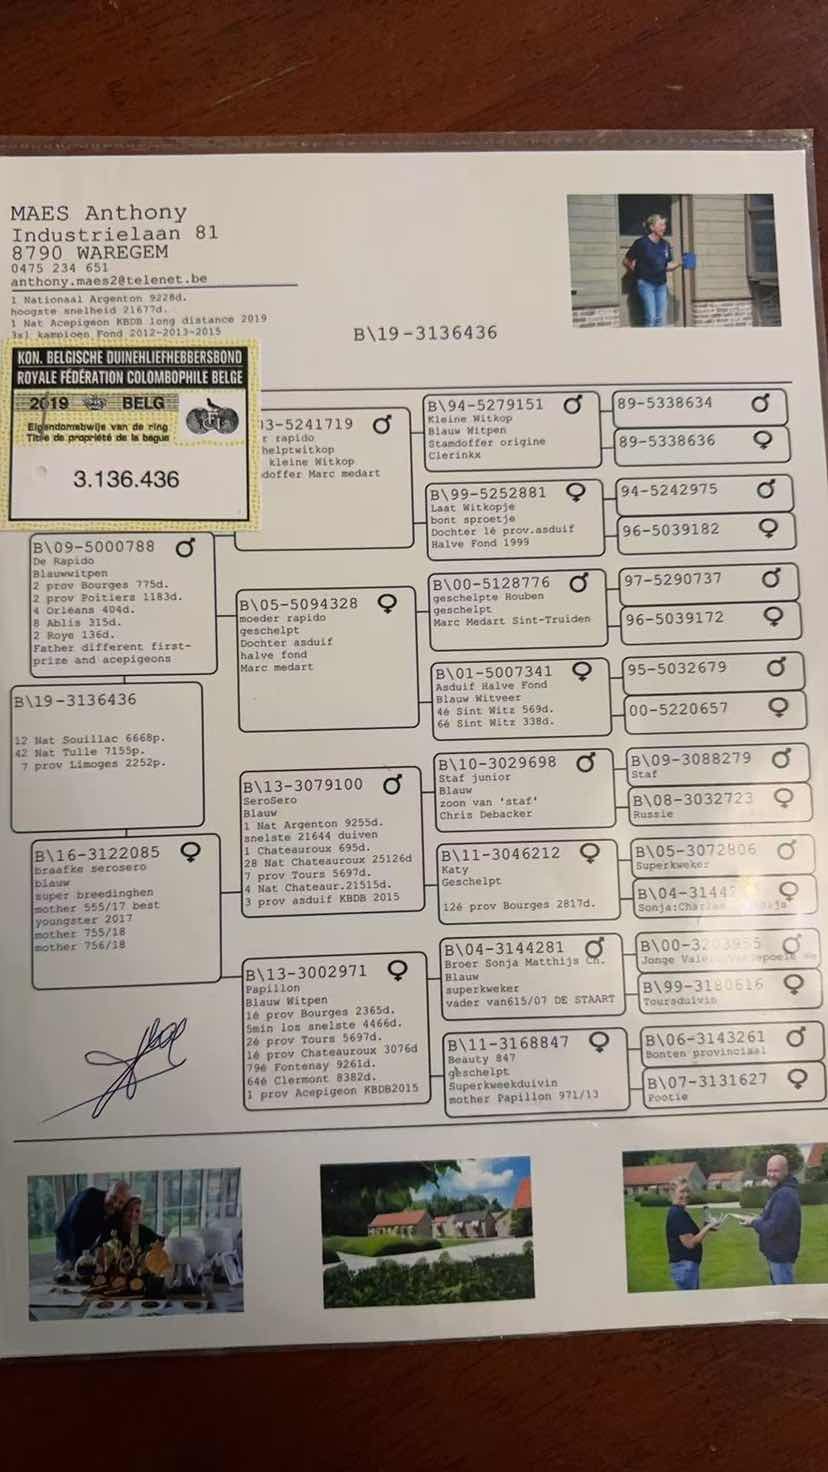 MAES Anthony
Industrielaan 81
8790 WAREGEM
0475 234 651
anthony.maes2@telenet.be
1 Nationaal Argenton 9228d.
hoogste snelheid 21677d.
1 Nat Acepigeon KBDB long distance 2019
3x1 kampioen Fond 2012-2013-2015
B\19-3136436
KON. BELGISCHE DUIVENLIEFHEBBERSBOND
ROYALE FÉDÉRATION COLOMBOPHILE BELGE
2019 BELG
Eigendomsbewijs van de ring
Titre de propriété de la bague
3.136.436
3-5241719 ♂
r rapido
helptwitkop
kleine Witkop
doffer Marc medart
B\09-5000788 ♂
De Rapido
Blauwwitpen
2 prov Bourges 775d.
2 prov Poitiers 1183d.
4 Orléans 404d.
8 Ablis 315d.
2 Roye 136d.
Father different first-
prize and acepigeons
B\05-5094328 ♀
moeder rapido
geschelpt
Dochter asduif
halve fond
Marc medart
B\19-3136436
12 Nat Souillac 6668p.
42 Nat Tulle 7155p.
7 prov Limoges 2252p.
B\13-3079100 ♂
SeroSero
Blauw
1 Nat Argenton 9255d.
snelste 21644 duiven
1 Chateauroux 695d.
28 Nat Chateauroux 25126d
7 prov Tours 5697d.
4 Nat Chateaur.21515d.
3 prov asduif KBDB 2015
B\16-3122085 ♀
braafke serosero
blauw
super breedinghen
mother 555/17 best
youngster 2017
mother 755/18
mother 756/18
B\13-3002971 ♀
Papillon
Blauw Witpen
1é prov Bourges 2365d.
5min los snelste 4466d.
2é prov Tours 5697d.
1é prov Chateauroux 3076d
79é Fontenay 9261d.
64é Clermont 8382d.
1 prov Acepigeon KBDB2015
B\94-5279151 ♂
Kleine Witkop
Blauw Witpen
Stamdoffer origine
Clerinkx
B\99-5252881 ♀
Laat Witkopje
bont sproetje
Dochter 1é prov.asduif
Halve Fond 1999
B\00-5128776 ♂
geschelpte Houben
geschelpt
Marc Medart Sint-Truiden
B\01-5007341 ♀
Asduif Halve Fond
Blauw Witveer
4é Sint Witz 569d.
6é Sint Witz 338d.
B\10-3029698 ♂
Staf junior
Blauw
zoon van 'staf'
Chris Debacker
B\11-3046212 ♀
Katy
Geschelpt
12é prov Bourges 2817d.
B\04-3144281 ♂
Broer Sonja Matthijs Ch.
Blauw
superkweker
vader van615/07 DE STAART
B\11-3168847 ♀
Beauty 847
geschelpt
Superkweekduivin
mother Papillon 971/13
89-5338634 ♂
89-5338636 ♀
94-5242975 ♂
96-5039182 ♀
97-5290737 ♂
96-5039172 ♀
95-5032679 ♂
00-5220657 ♀
B\09-3088279 ♂
Staf
B\08-3032723 ♀
Russie
B\05-3072806 ♂
Superkweker
B\04-3144 ♀
B\00-3203955 ♂
Jonge
B\99-3180616 ♀
Toursduivin
B\06-3143261 ♂
Bonten provinciaal
B\07-3131627 ♀
Pootie